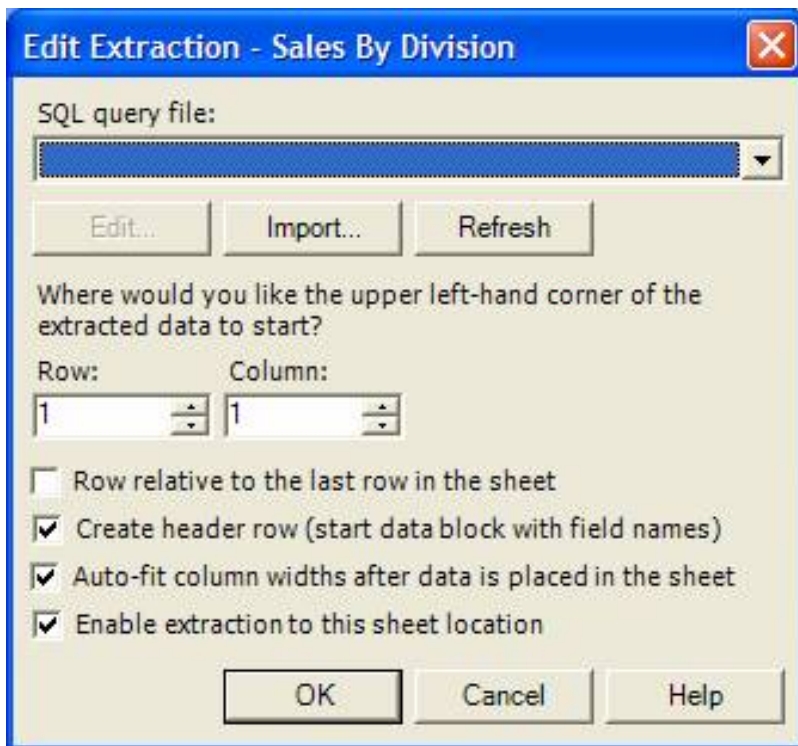 Edit Extraction - Sales By Division
SQL query file:
Edit... Import... Refresh
Where would you like the upper left-hand corner of the
extracted data to start?
Row: Column:
1 1
Row relative to the last row in the sheet
Create header row (start data block with field names)
Auto-fit column widths after data is placed in the sheet
Enable extraction to this sheet location
OK Cancel Help